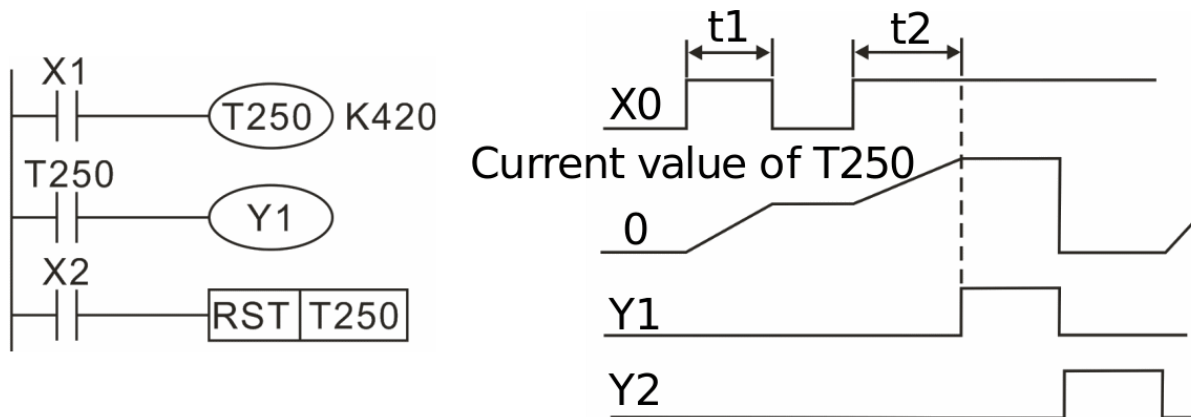 X1
T250 K420
T250
Y1
X2
RST T250
t1 t2
X0
Current value of T250
0
Y1
Y2